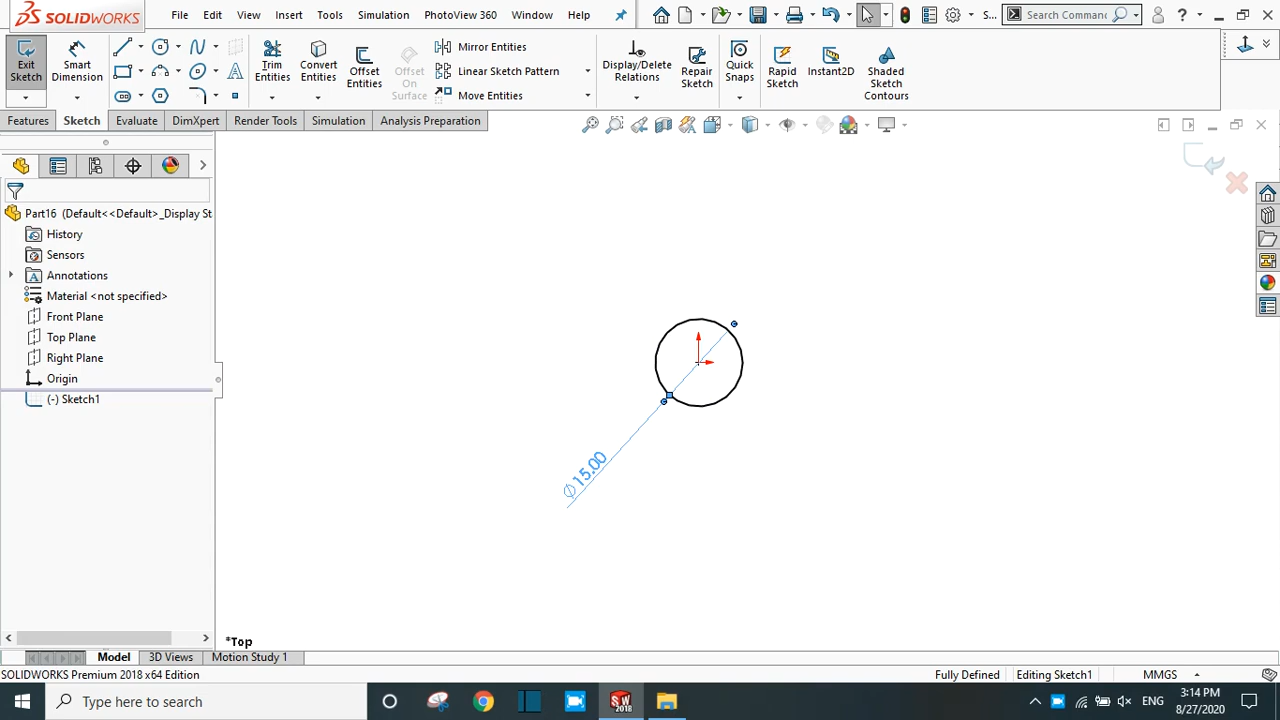 SOLIDWORKS File Edit View Insert Tools Simulation PhotoView 360 Window Help S... Search Commanc ?
Exit Sketch
Smart Dimension
Trim Entities
Convert Entities
Offset Entities
Offset On Surface
Mirror Entities
Linear Sketch Pattern
Move Entities
Display/Delete Relations
Repair Sketch
Quick Snaps
Rapid Sketch
Instant2D
Shaded Sketch Contours
Features Sketch Evaluate DimXpert Render Tools Simulation Analysis Preparation
Part16 (Default<<Default>_Display St
History
Sensors
Annotations
Material <not specified>
Front Plane
Top Plane
Right Plane
Origin
(-) Sketch1
∅15.00
*Top
Model 3D Views Motion Study 1
SOLIDWORKS Premium 2018 x64 Edition Fully Defined Editing Sketch1 MMGS
Type here to search
SW 2018
ENG
3:14 PM
8/27/2020